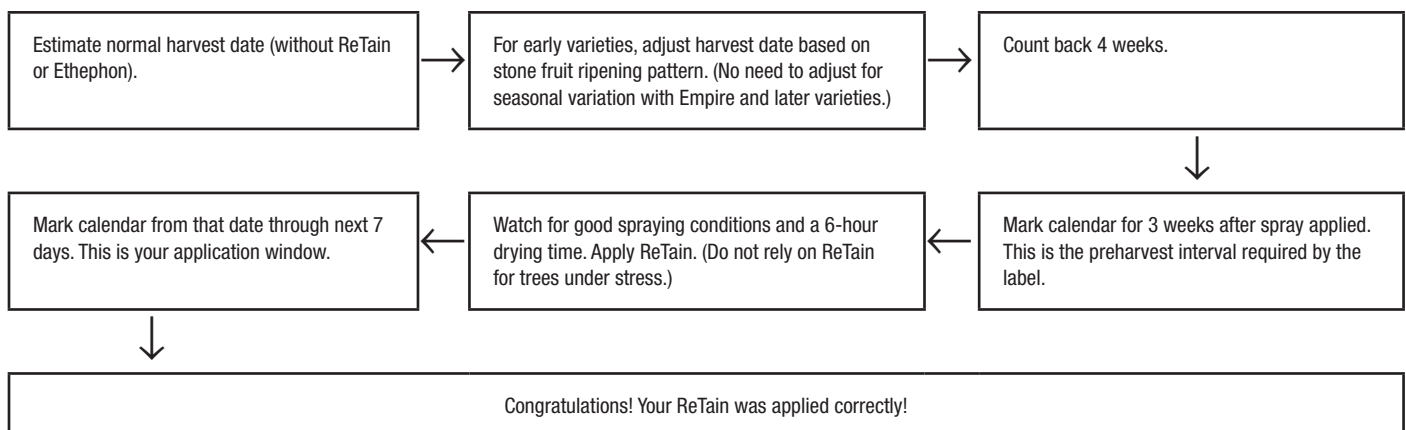 Estimate normal harvest date (without ReTain
or Ethephon).
For early varieties, adjust harvest date based on
stone fruit ripening pattern. (No need to adjust for
seasonal variation with Empire and later varieties.)
Count back 4 weeks.
Mark calendar for 3 weeks after spray applied.
This is the preharvest interval required by the
label.
Watch for good spraying conditions and a 6-hour
drying time. Apply ReTain. (Do not rely on ReTain
for trees under stress.)
Mark calendar from that date through next 7
days. This is your application window.
Congratulations! Your ReTain was applied correctly!